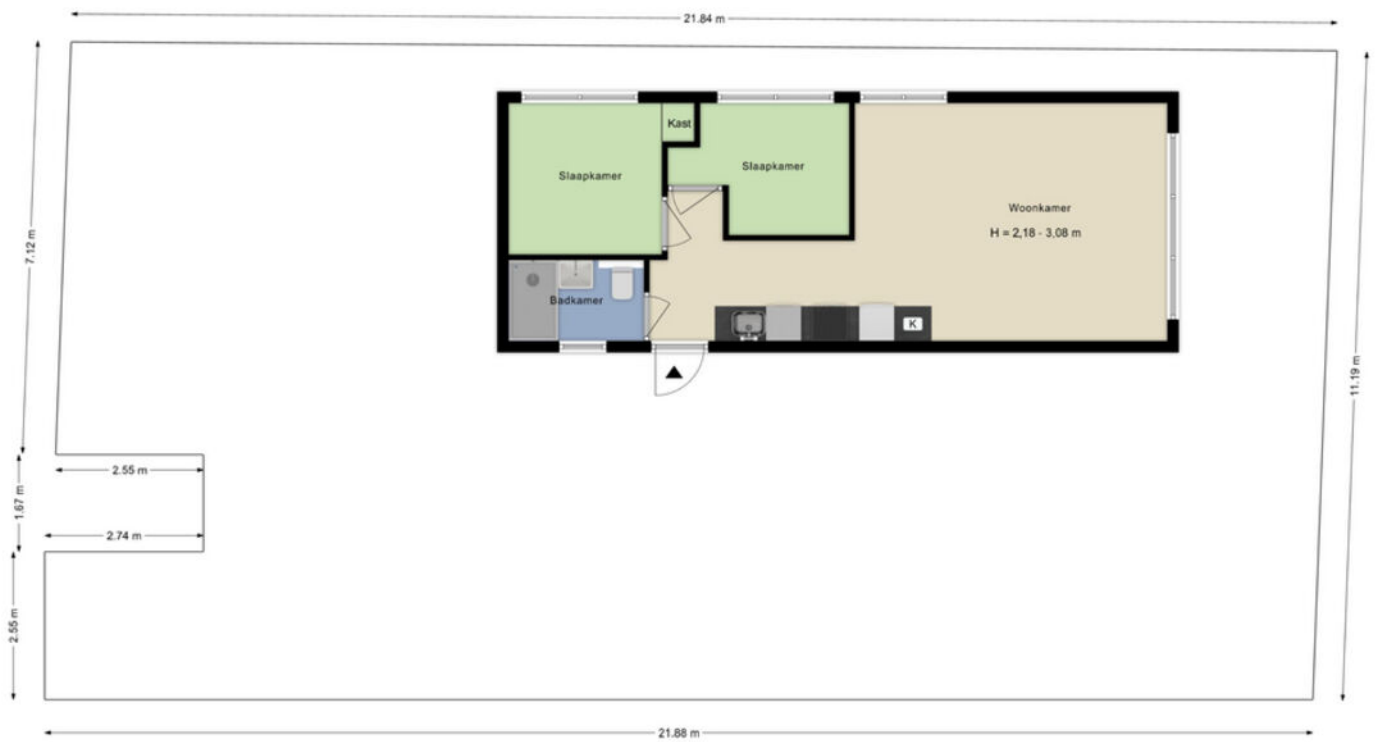 21.84 m
Kast
Slaapkamer
Slaapkamer
Woonkamer
H = 2,18 - 3,08 m
7.12 m
Badkamer
K
11.19 m
2.55 m
1.67 m
2.74 m
2.55 m
21.88 m